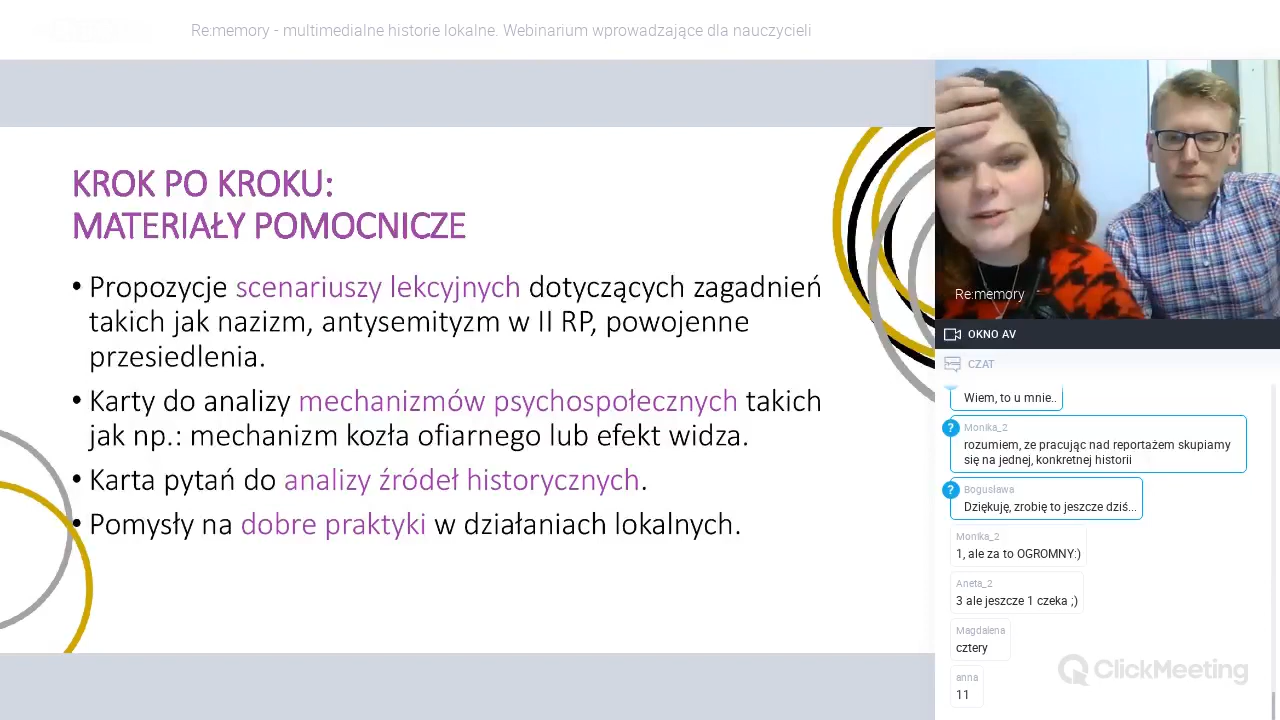 Re:memory - multimedialne historie lokalne. Webinarium wprowadzające dla nauczycieli
KROK PO KROKU:
MATERIAŁY POMOCNICZE
• Propozycje scenariuszy lekcyjnych dotyczących zagadnień
takich jak nazizm, antysemityzm w II RP, powojenne
przesiedlenia.
• Karty do analizy mechanizmów psychospołecznych takich
jak np.: mechanizm kozła ofiarnego lub efekt widza.
• Karta pytań do analizy źródeł historycznych.
• Pomysły na dobre praktyki w działaniach lokalnych.
Re:memory
OKNO AV
CZAT
Wiem, to u mnie..
?
Monika_2
rozumiem, ze pracując nad reportażem skupiamy
się na jednej, konkretnej historii
?
Bogusława
Dziękuję, zrobię to jeszcze dziś...
Monika_2
1, ale za to OGROMNY:)
Aneta_2
3 ale jeszcze 1 czeka ;)
Magdalena
cztery
anna
11
ClickMeeting